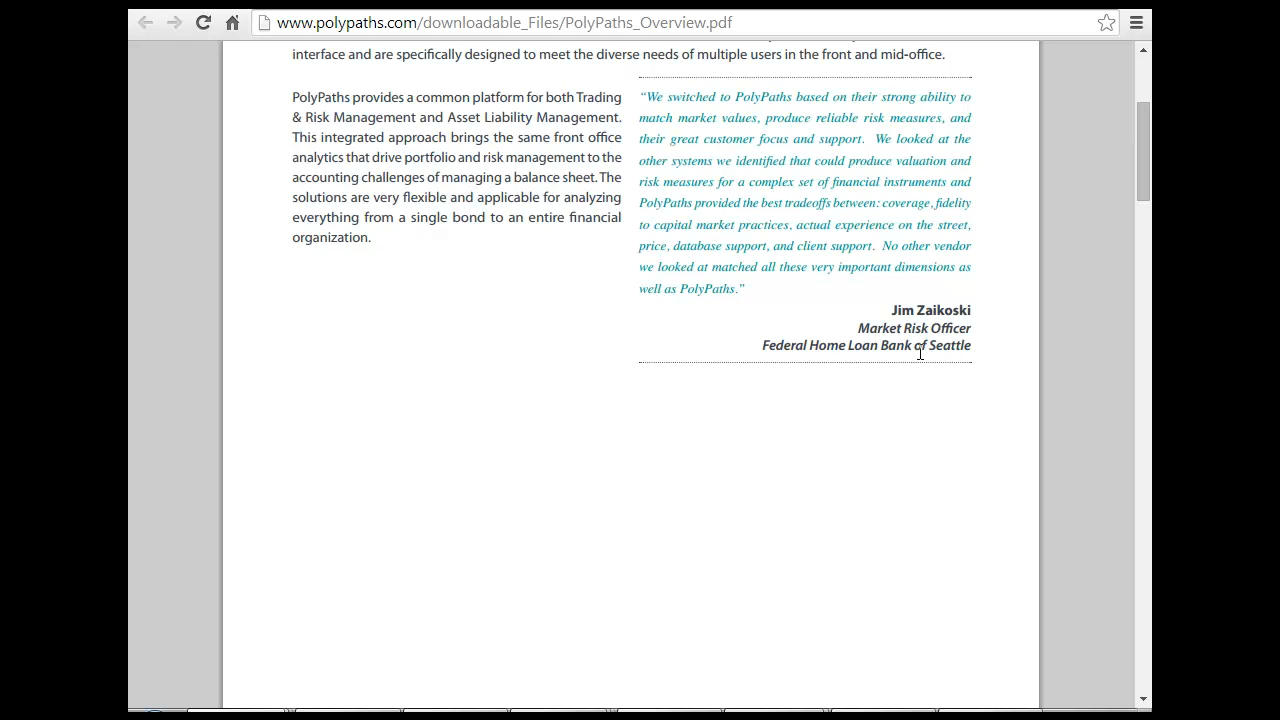 www.polypaths.com/downloadable_Files/PolyPaths_Overview.pdf
interface and are specifically designed to meet the diverse needs of multiple users in the front and mid-office.
PolyPaths provides a common platform for both Trading
& Risk Management and Asset Liability Management.
This integrated approach brings the same front office
analytics that drive portfolio and risk management to the
accounting challenges of managing a balance sheet. The
solutions are very flexible and applicable for analyzing
everything from a single bond to an entire financial
organization.
“We switched to PolyPaths based on their strong ability to
match market values, produce reliable risk measures, and
their great customer focus and support. We looked at the
other systems we identified that could produce valuation and
risk measures for a complex set of financial instruments and
PolyPaths provided the best tradeoffs between: coverage, fidelity
to capital market practices, actual experience on the street,
price, database support, and client support. No other vendor
we looked at matched all these very important dimensions as
well as PolyPaths.”
Jim Zaikoski
Market Risk Officer
Federal Home Loan Bank of Seattle